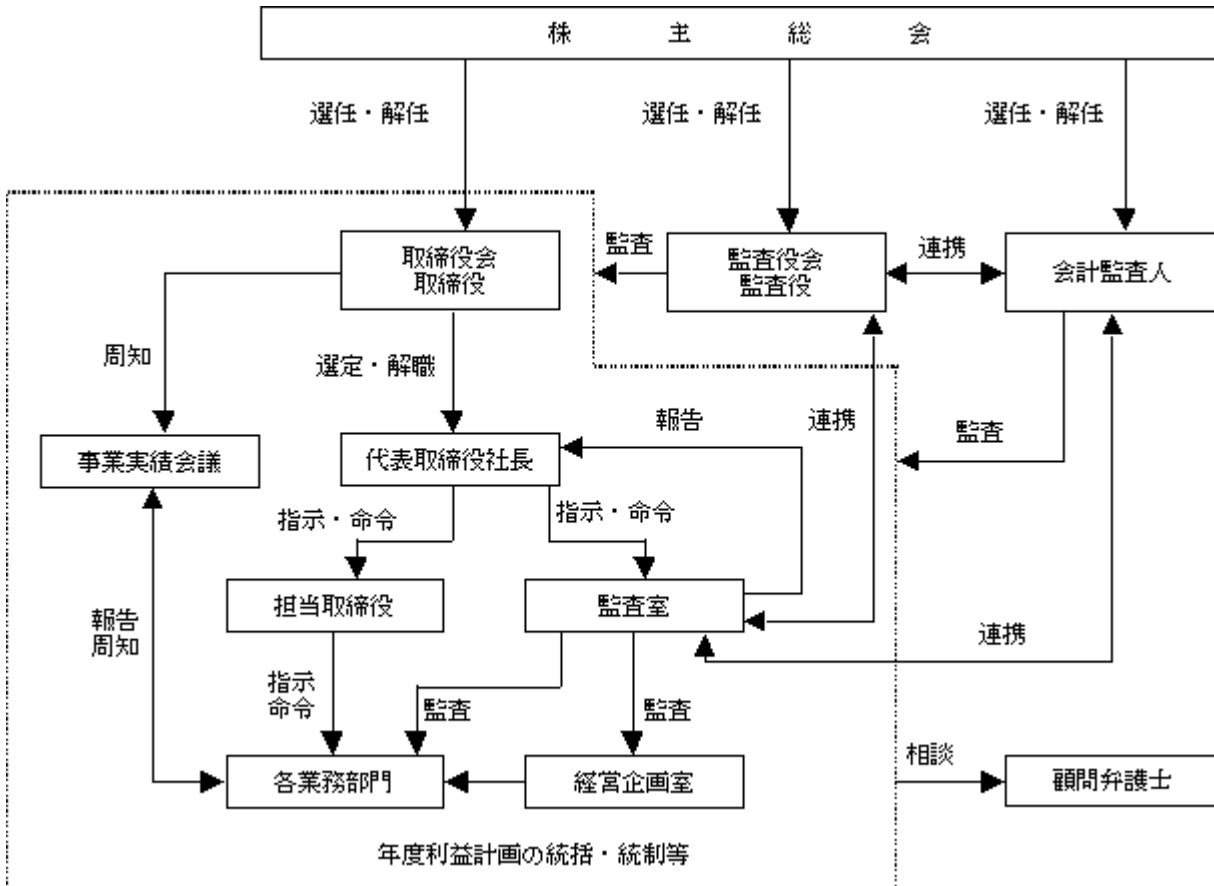 株主総会
選任・解任
選任・解任
選任・解任
取締役会
取締役
監査
監査役会
監査役
連携
会計監査人
周知
選定・解職
報告
連携
監査
事業実績会議
代表取締役社長
指示・命令
指示・命令
担当取締役
監査室
報告
周知
連携
指示
命令
監査
監査
各業務部門
経営企画室
相談
顧問弁護士
年度利益計画の統括・統制等